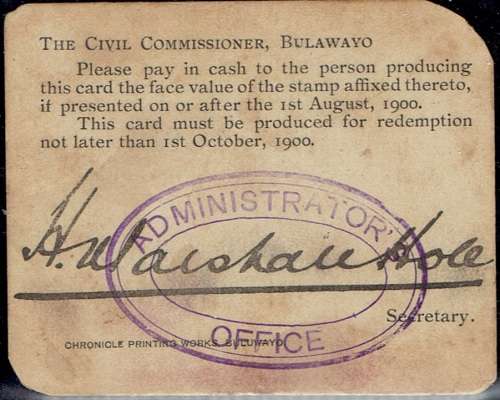 The Civil Commissioner, Bulawayo
Please pay in cash to the person producing
this card the face value of the stamp affixed thereto,
if presented on or after the 1st August, 1900.
This card must be produced for redemption
not later than 1st October, 1900.
ADMINISTRATOR'S
H. Marshall Hole
Secretary.
OFFICE
CHRONICLE PRINTING WORKS, BULUWAYO